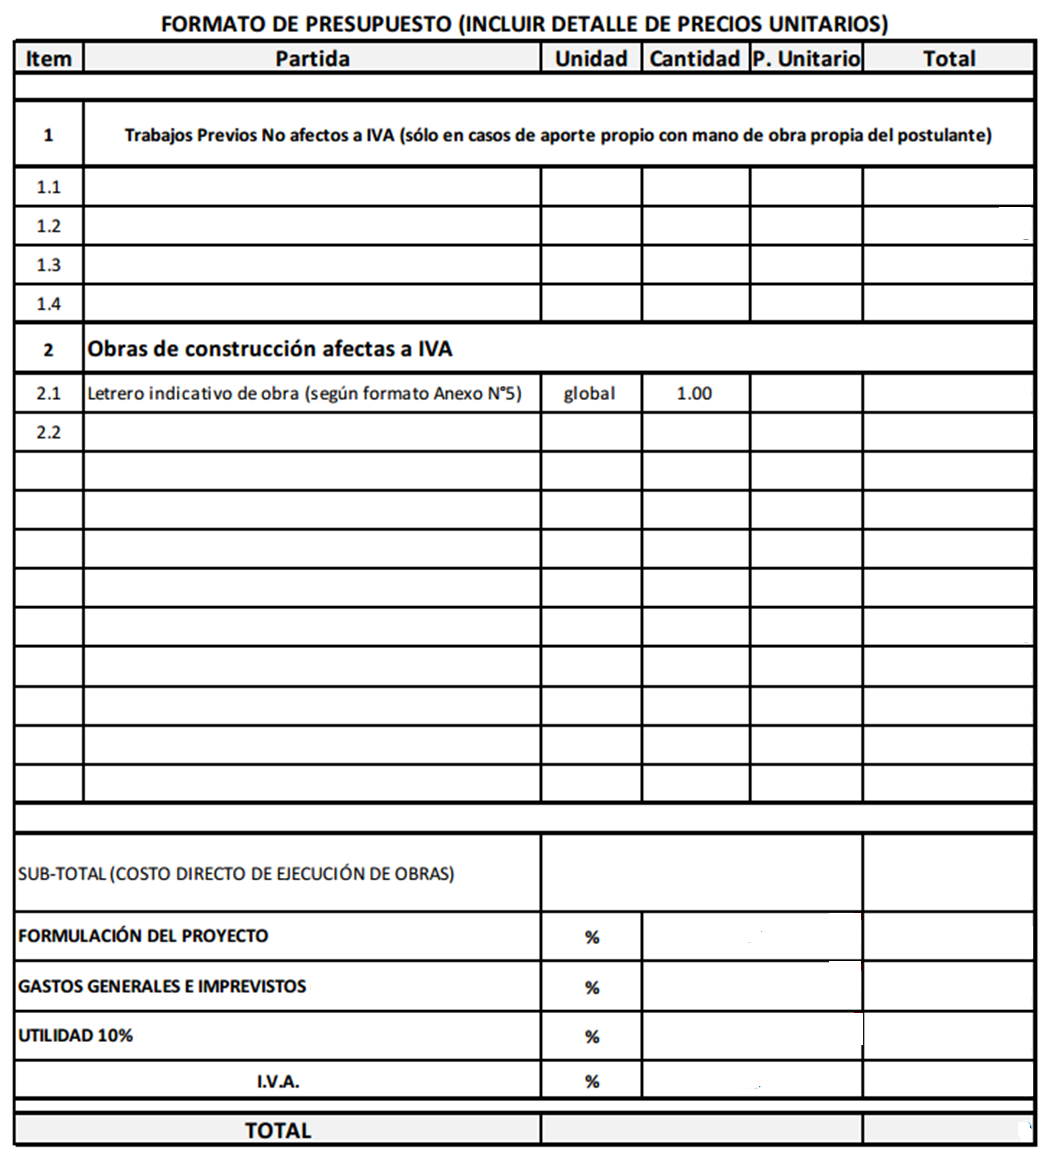 FORMATO DE PRESUPUESTO (INCLUIR DETALLE DE PRECIOS UNITARIOS)
Item Partida Unidad Cantidad P. Unitario Total
1 Trabajos Previos No afectos a IVA (sólo en casos de aporte propio con mano de obra propia del postulante)
1.1
1.2
1.3
1.4
2 Obras de construcción afectas a IVA
2.1 Letrero indicativo de obra (según formato Anexo N°5) global 1.00
2.2
SUB-TOTAL (COSTO DIRECTO DE EJECUCIÓN DE OBRAS)
FORMULACIÓN DEL PROYECTO %
GASTOS GENERALES E IMPREVISTOS %
UTILIDAD 10% %
I.V.A. %
TOTAL